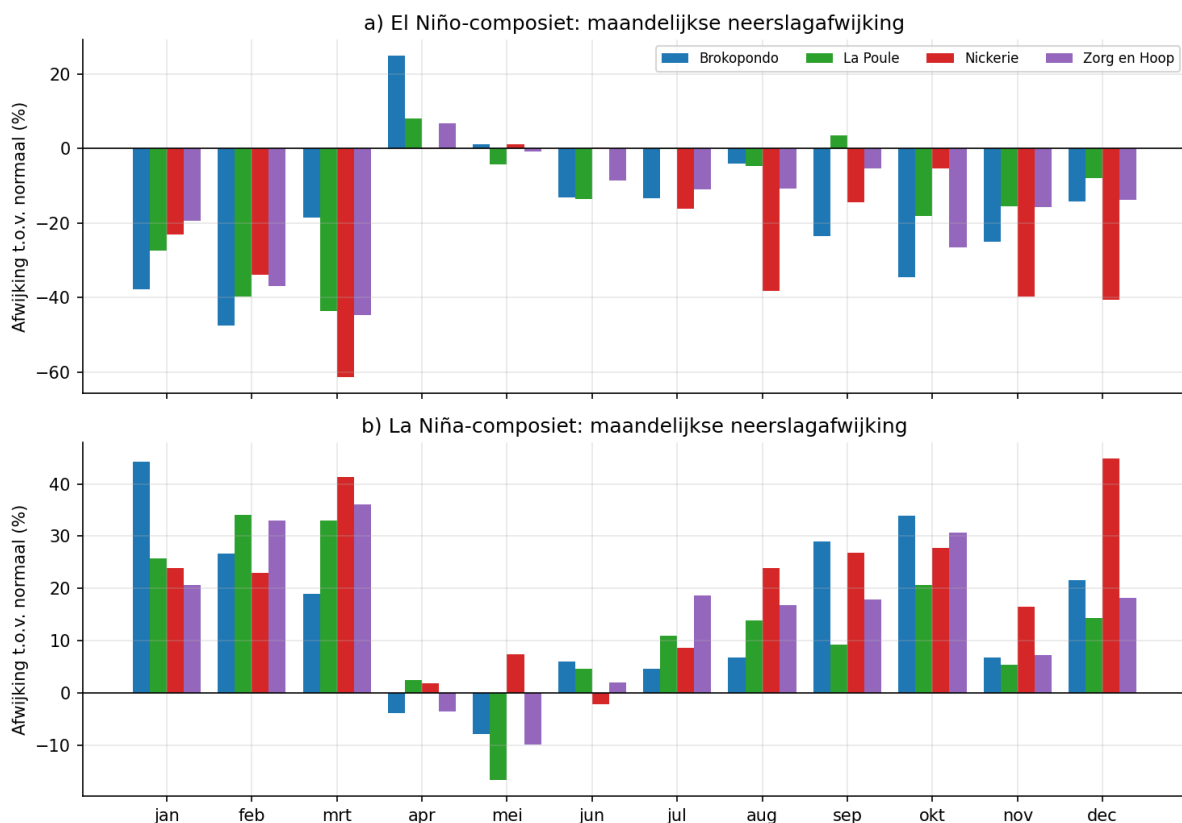 a) El Niño-composiet: maandelijkse neerslagafwijking
Brokopondo La Poule Nickerie Zorg en Hoop
Afwijking t.o.v. normaal (%)
20
0
−20
−40
−60
b) La Niña-composiet: maandelijkse neerslagafwijking
Afwijking t.o.v. normaal (%)
40
30
20
10
0
−10
jan feb mrt apr mei jun jul aug sep okt nov dec